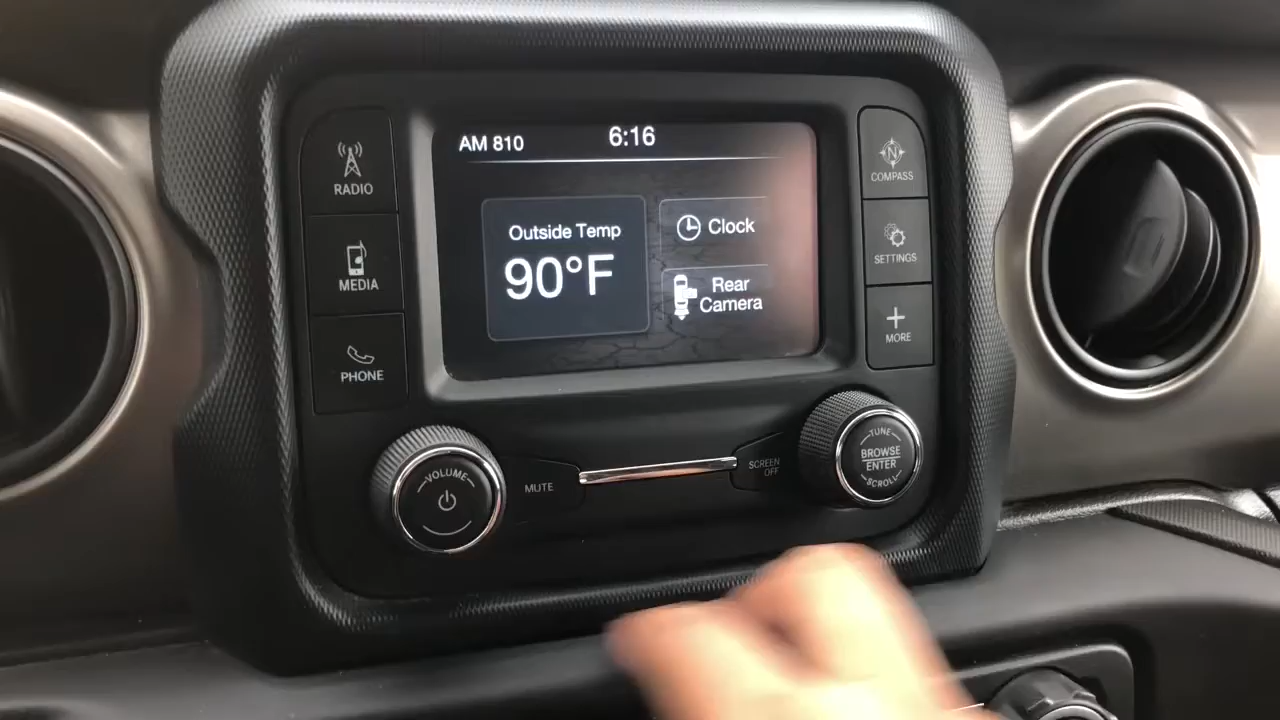 AM 810
6:16
RADIO
MEDIA
PHONE
Outside Temp
90°F
Clock
Rear
Camera
N
COMPASS
SETTINGS
MORE
VOLUME
MUTE
SCREEN
OFF
TUNE
BROWSE
ENTER
SCROLL